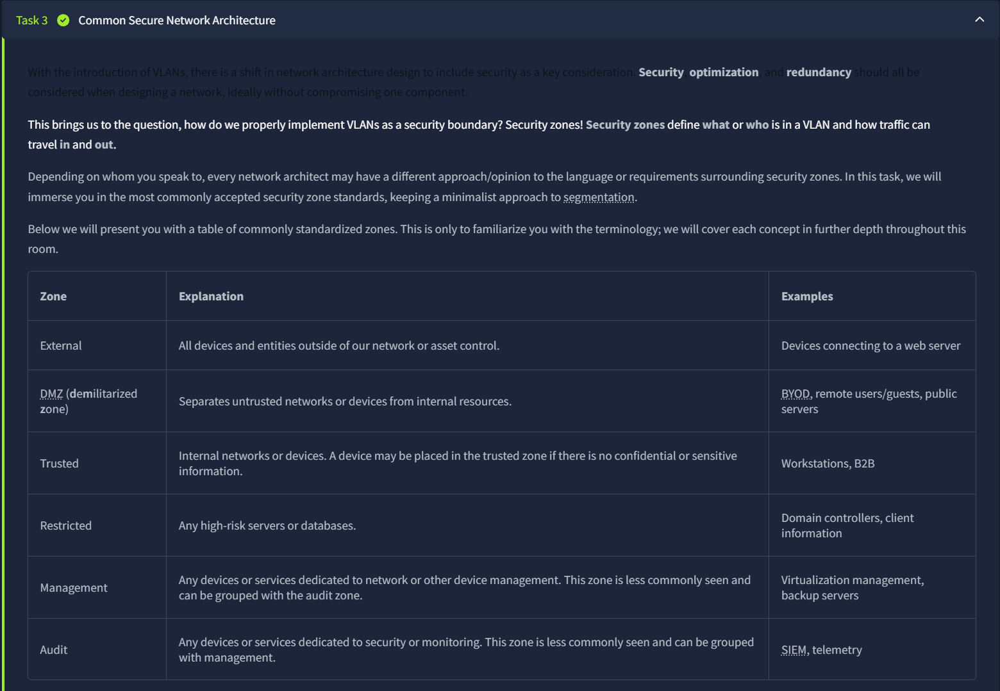 Task 3 Common Secure Network Architecture
With the introduction of VLANs, there is a shift in network architecture design to include security as a key consideration. Security, optimization, and redundancy should all be
considered when designing a network, ideally without compromising one component.
This brings us to the question, how do we properly implement VLANs as a security boundary? Security zones! Security zones define what or who is in a VLAN and how traffic can
travel in and out.
Depending on whom you speak to, every network architect may have a different approach/opinion to the language or requirements surrounding security zones. In this task, we will
immerse you in the most commonly accepted security zone standards, keeping a minimalist approach to segmentation.
Below we will present you with a table of commonly standardized zones. This is only to familiarize you with the terminology; we will cover each concept in further depth throughout this
room.
Zone Explanation Examples
External All devices and entities outside of our network or asset control. Devices connecting to a web server
DMZ (demilitarized
zone)
Separates untrusted networks or devices from internal resources.
BYOD, remote users/guests, public
servers
Trusted
Internal networks or devices. A device may be placed in the trusted zone if there is no confidential or sensitive
information.
Workstations, B2B
Restricted
Any high-risk servers or databases.
Domain controllers, client
information
Management
Any devices or services dedicated to network or other device management. This zone is less commonly seen and
can be grouped with the audit zone.
Virtualization management,
backup servers
Audit
Any devices or services dedicated to security or monitoring. This zone is less commonly seen and can be grouped
with management.
SIEM, telemetry